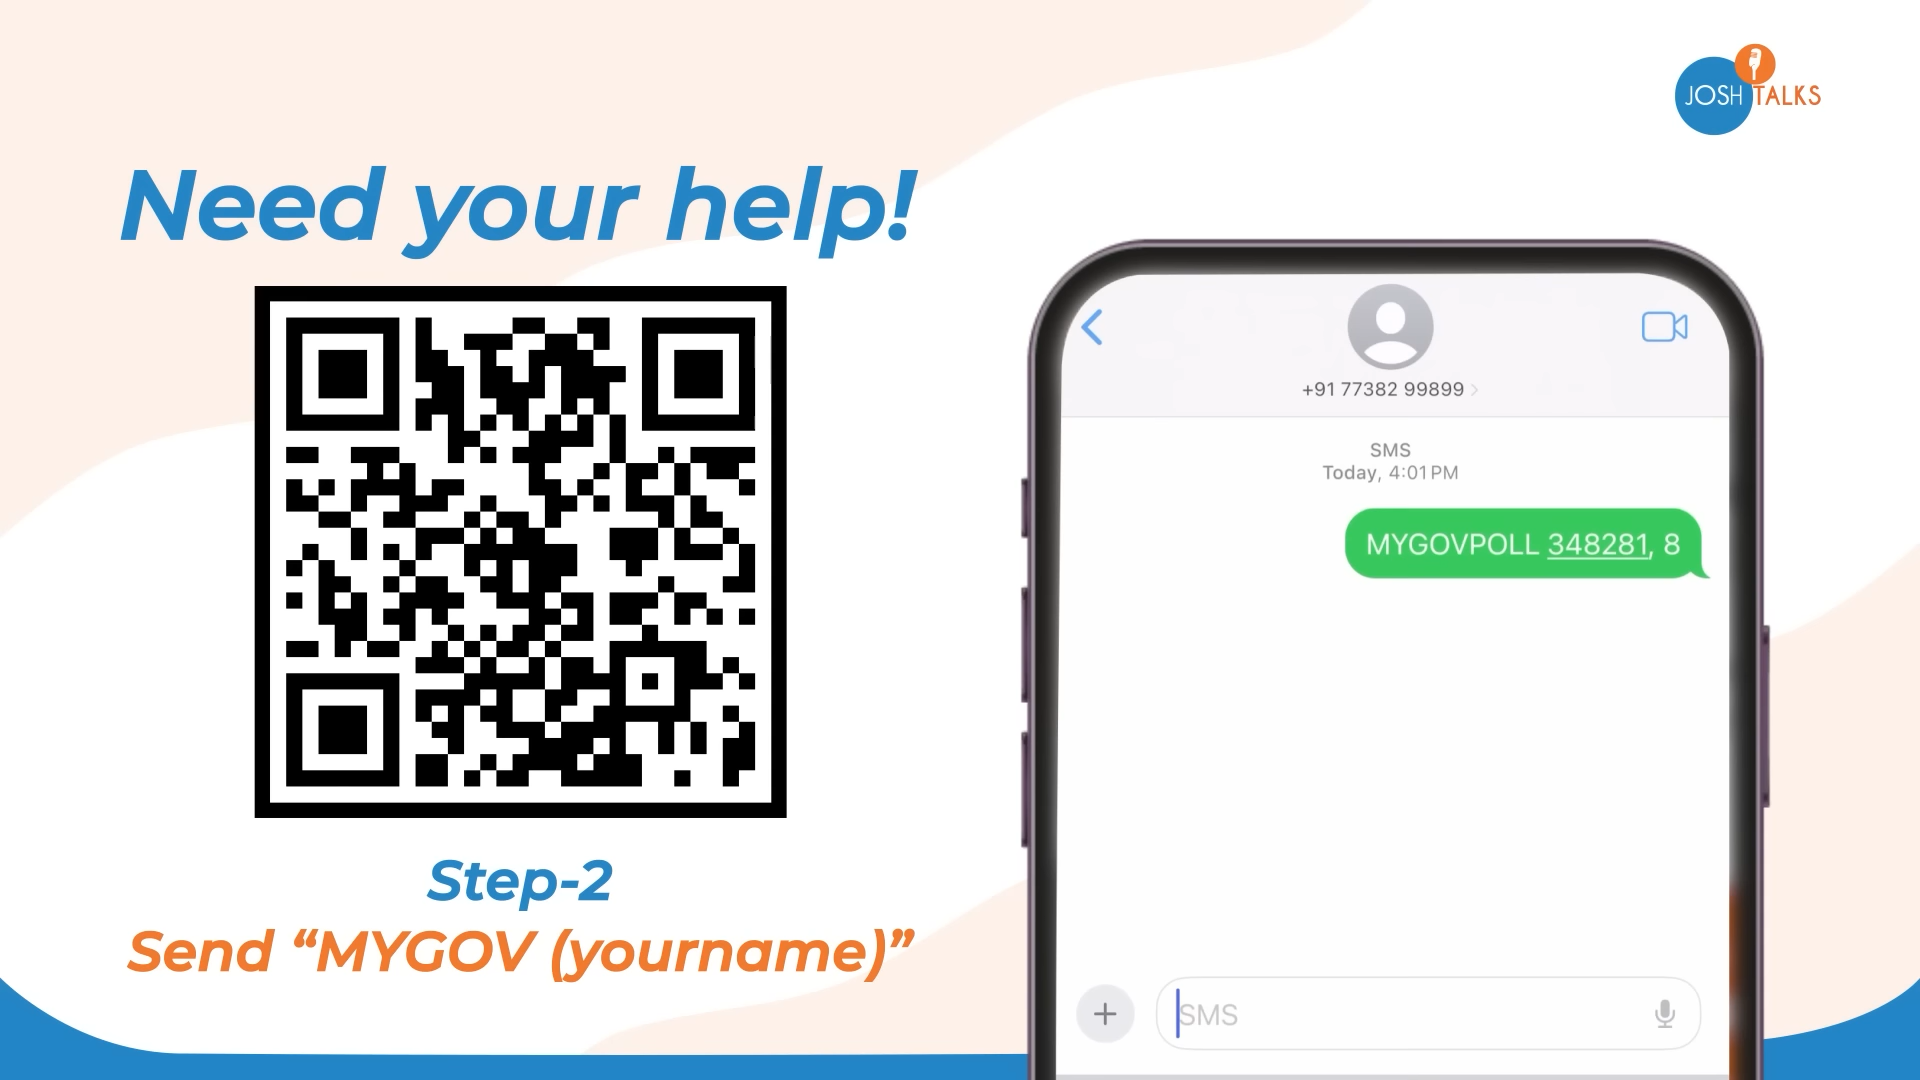 JOSH TALKS
Need your help!
Step-2
Send “MYGOV (yourname)”
+91 77382 99899
SMS
Today, 4:01 PM
MYGOVPOLL 348281, 8
SMS